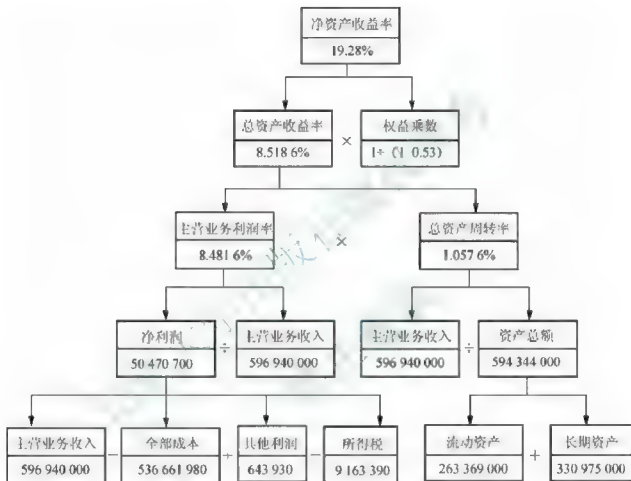 净资产收益率
19.28%
总资产收益率 × 权益乘数
8.518 6% 1÷（1 0.53）
主营业务利润率 × 总资产周转率
8.481 6% 1.057 6%
净利润 ÷ 主营业务收入 主营业务收入 ÷ 资产总额
50 470 700 596 940 000 596 940 000 594 344 000
主营业务收入 − 全部成本 + 其他利润 − 所得税 流动资产 + 长期资产
596 940 000 536 661 980 643 930 9 163 390 263 369 000 330 975 000